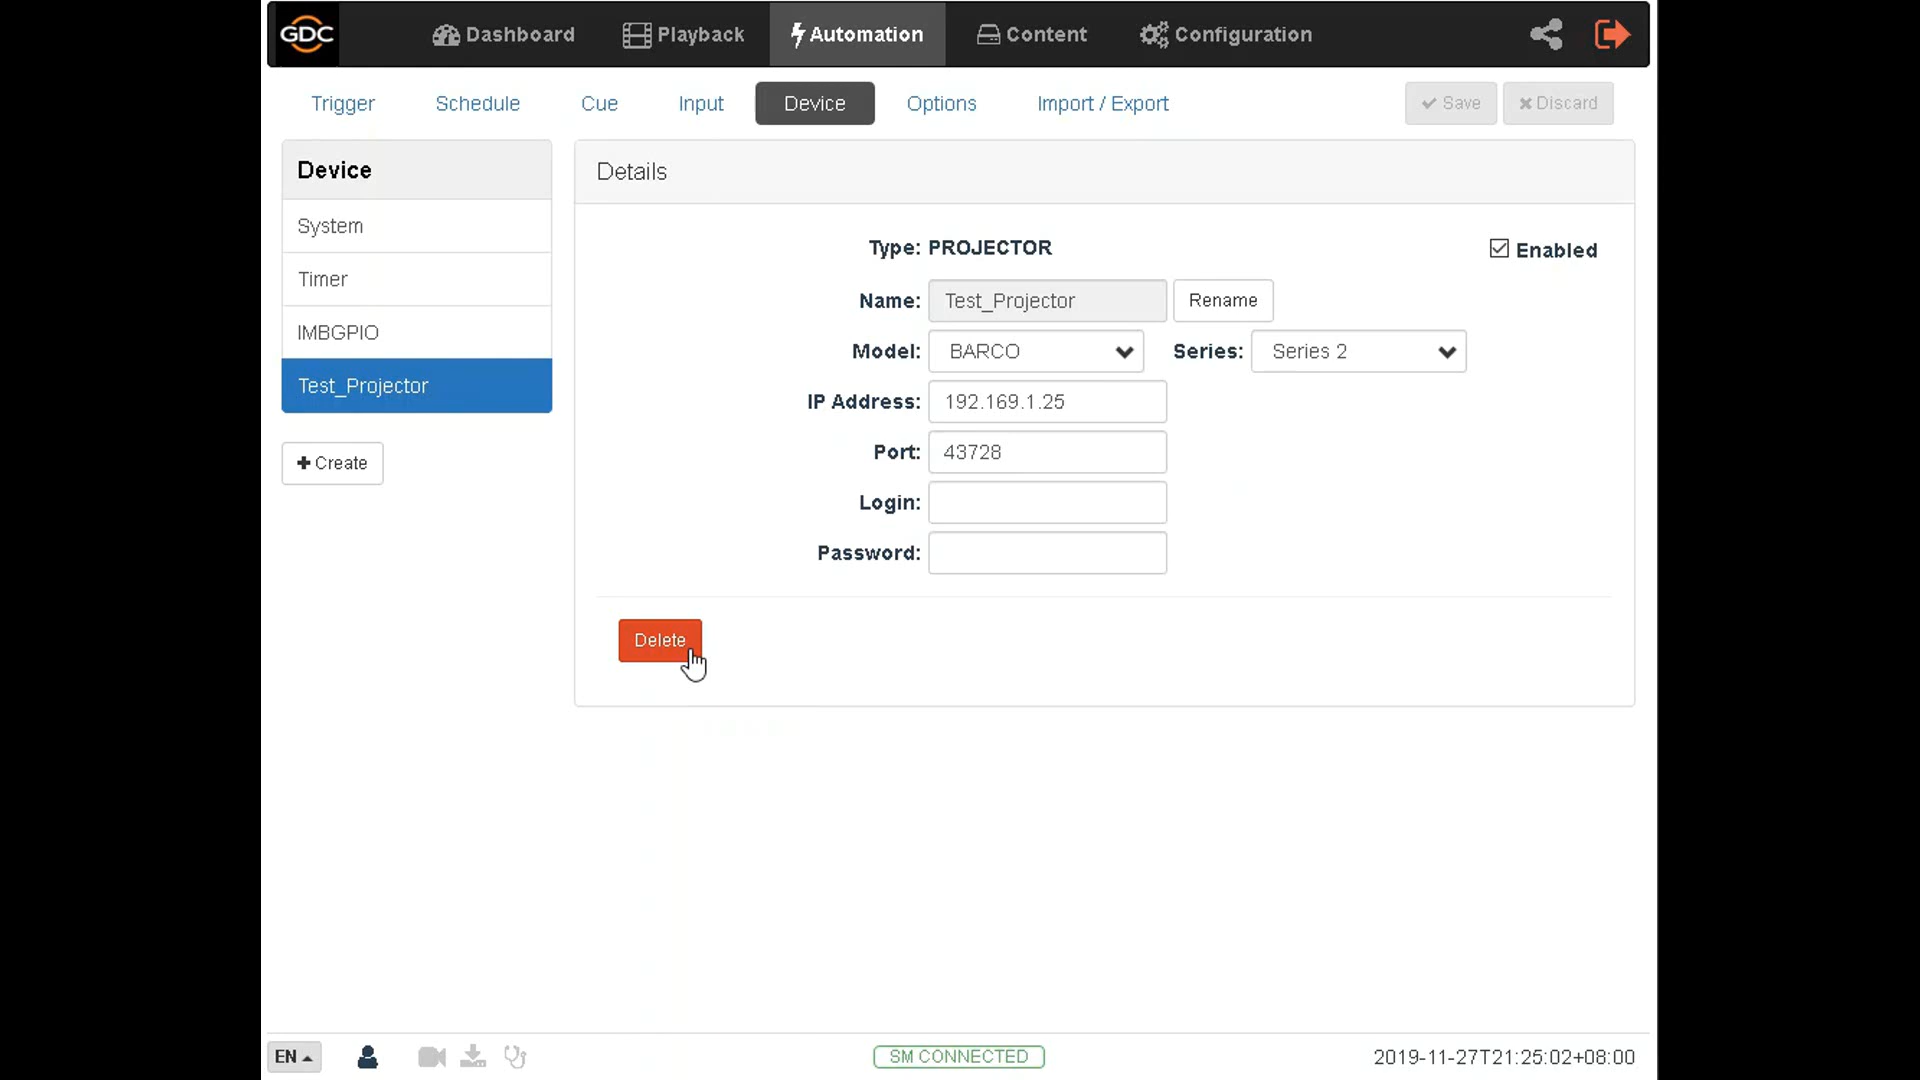 GDC Dashboard Playback Automation Content Configuration
Trigger Schedule Cue Input Device Options Import / Export Save Discard
Device
System
Timer
IMBGPIO
Test_Projector
Create
Details
Type: PROJECTOR Enabled
Name: Test_Projector Rename
Model: BARCO Series: Series 2
IP Address: 192.169.1.25
Port: 43728
Login:
Password:
Delete
EN SM CONNECTED 2019-11-27T21:25:02+08:00